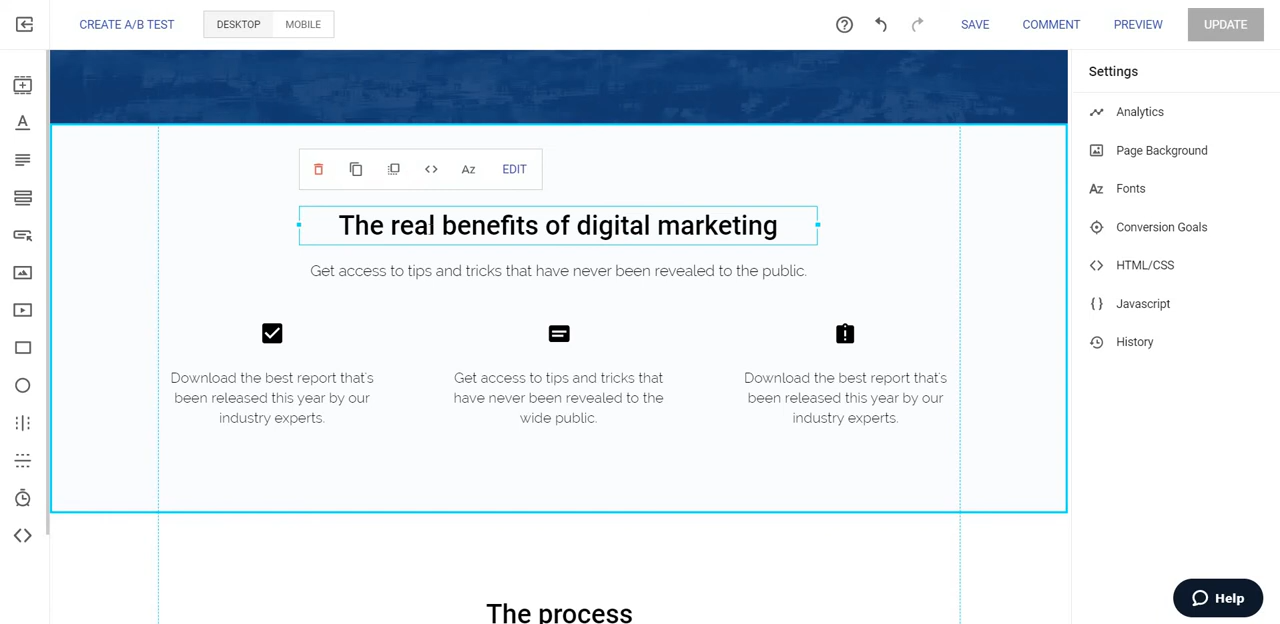 CREATE A/B TEST
DESKTOP
MOBILE
SAVE
COMMENT
PREVIEW
UPDATE
Settings
Analytics
Page Background
Fonts
Conversion Goals
HTML/CSS
Javascript
History
Az EDIT
The real benefits of digital marketing
Get access to tips and tricks that have never been revealed to the public.
Download the best report that's
been released this year by our
industry experts.
Get access to tips and tricks that
have never been revealed to the
wide public.
Download the best report that's
been released this year by our
industry experts.
The process
Help